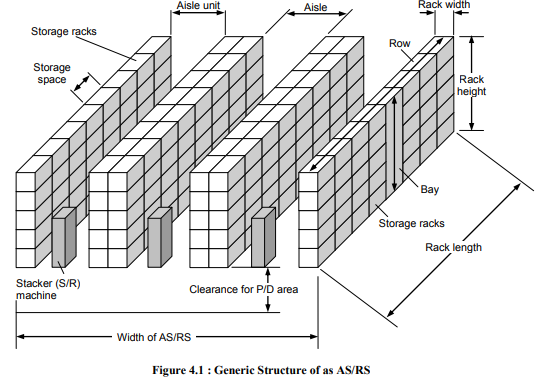 Aisle unit
Aisle
Rack width
Storage racks
Row
Storage
space
Rack
height
Bay
Storage racks
Rack length
Stacker (S/R)
machine
Clearance for P/D area
Width of AS/RS
Figure 4.1 : Generic Structure of as AS/RS